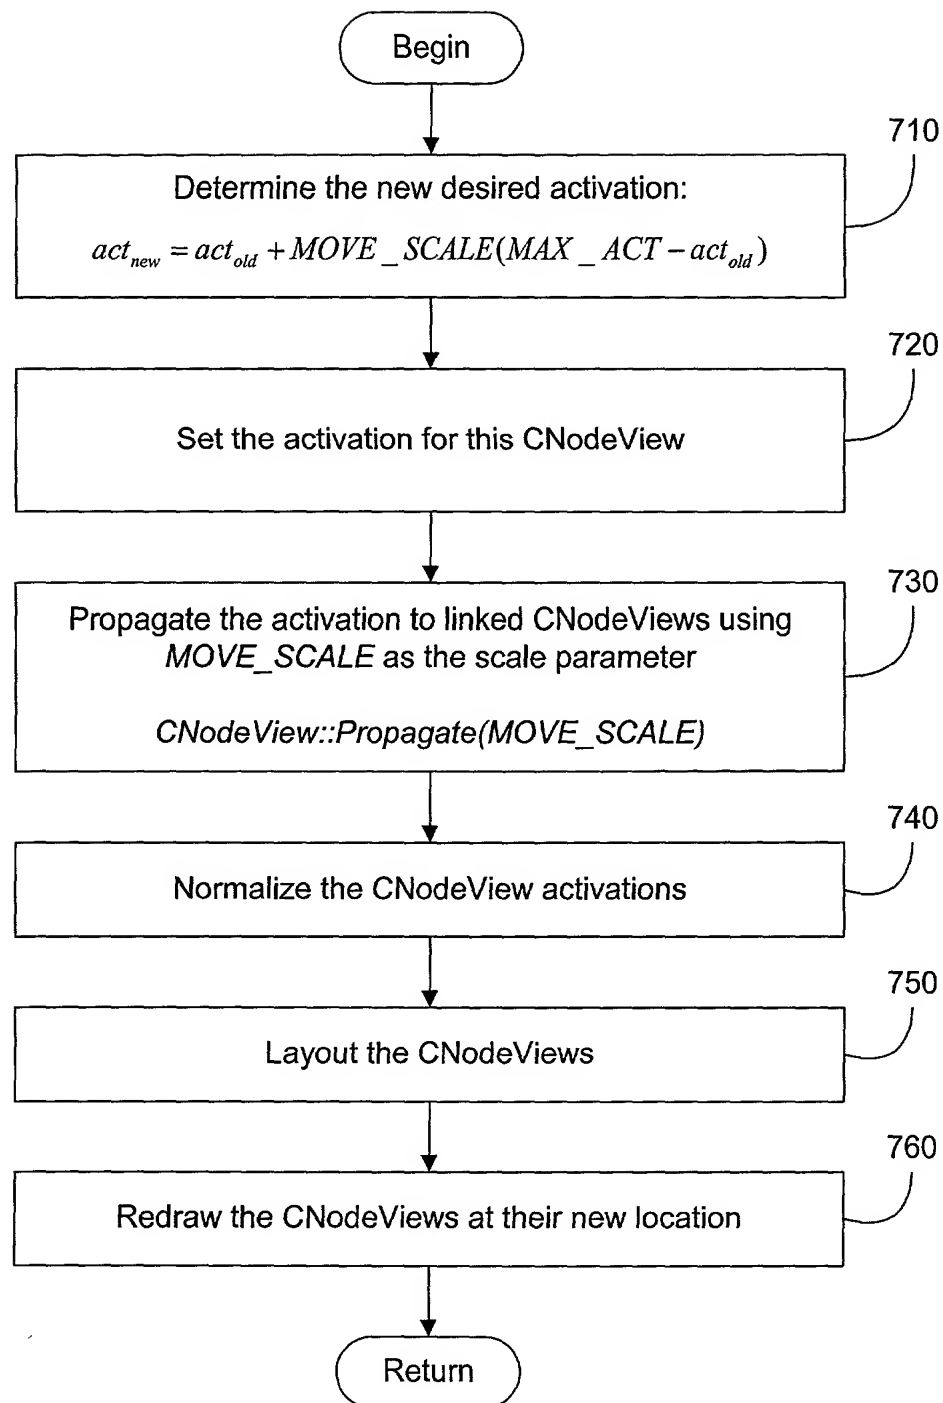 Begin
710
Determine the new desired activation:
act_new = act_old + MOVE_SCALE(MAX_ACT - act_old)
720
Set the activation for this CNodeView
730
Propagate the activation to linked CNodeViews using
MOVE_SCALE as the scale parameter
CNodeView::Propagate(MOVE_SCALE)
740
Normalize the CNodeView activations
750
Layout the CNodeViews
760
Redraw the CNodeViews at their new location
Return